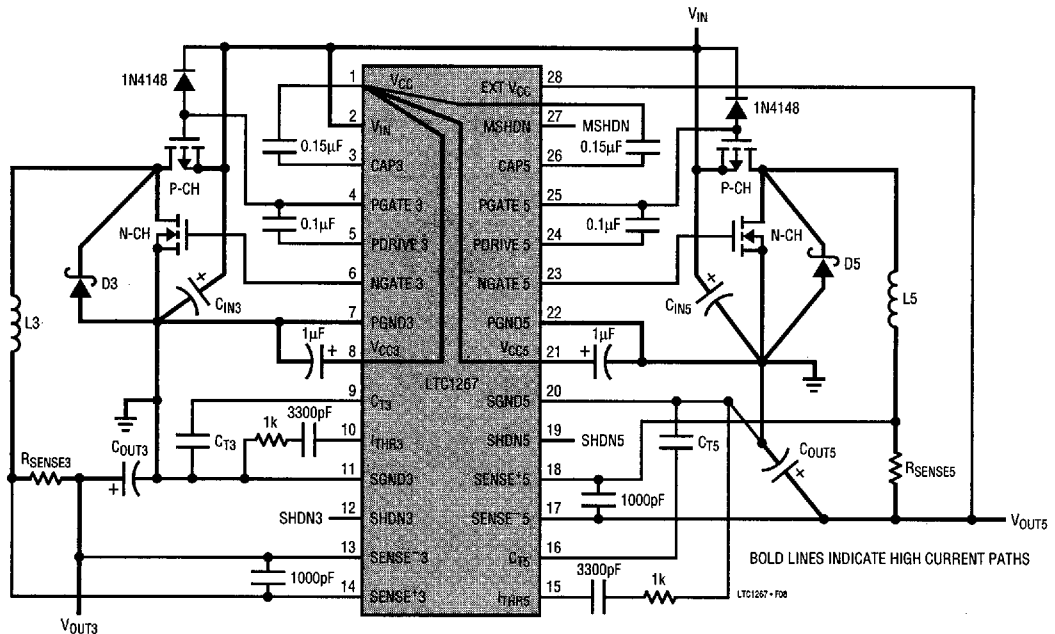 V_IN
1N4148
1 V_CC
EXT V_CC 28
1N4148
2 V_IN
MSHDN 27 MSHDN
0.15µF
0.15µF
3 CAP3
CAP5 26
P-CH
P-CH
4 PGATE 3
PGATE 5 25
0.1µF
0.1µF
5 PDRIVE 3
PDRIVE 5 24
N-CH
N-CH
6 NGATE 3
NGATE 5 23
D3
D5
C_IN3
C_IN5
L3
L5
7 PGND3
PGND5 22
1µF
1µF
8 V_CC3
V_CC5 21
LTC1267
9 C_T3
SGND5 20
3300pF
1k
C_T3
C_T5
10 I_THR3
SHDN5 19 SHDN5
C_OUT3
C_OUT5
R_SENSE3
R_SENSE5
11 SGND3
SENSE+5 18
1000pF
SHDN3 12 SHDN3
SENSE−5 17
V_OUT5
13 SENSE−3
C_T5 16
BOLD LINES INDICATE HIGH CURRENT PATHS
1000pF
3300pF
1k
14 SENSE+3
I_THR5 15
LTC1267 • F08
V_OUT3